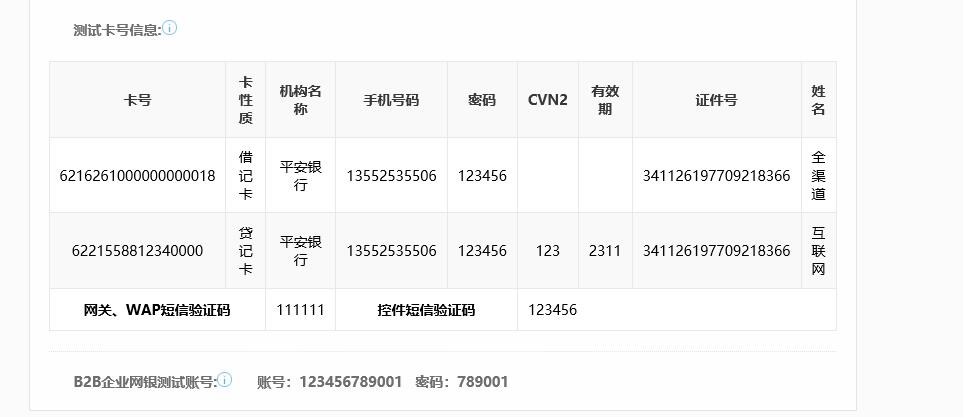 测试卡号信息:
卡号 卡性质 机构名称 手机号码 密码 CVN2 有效期 证件号 姓名
6216261000000000018 借记卡 平安银行 13552535506 123456 341126197709218366 全渠道
6221558812340000 贷记卡 平安银行 13552535506 123456 123 2311 341126197709218366 互联网
网关、WAP短信验证码 111111 控件短信验证码 123456
B2B企业网银测试账号: 账号：123456789001 密码：789001